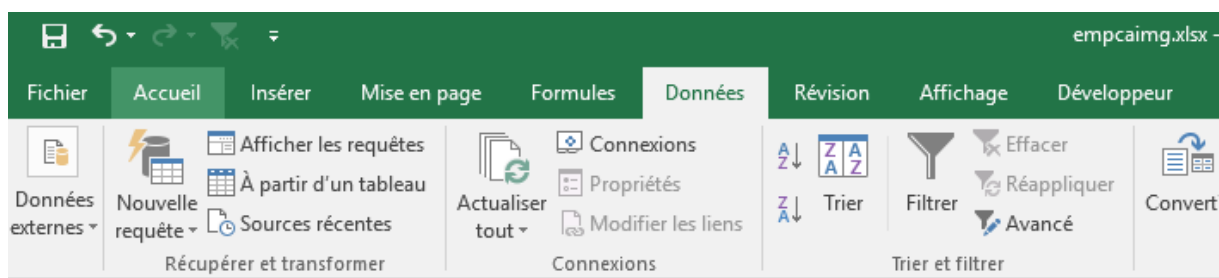 empcaimg.xlsx -
Fichier Accueil Insérer Mise en page Formules Données Révision Affichage Développeur
Données externes
Nouvelle requête
Afficher les requêtes
À partir d'un tableau
Sources récentes
Récupérer et transformer
Actualiser tout
Connexions
Propriétés
Modifier les liens
Connexions
Trier
Filtrer
Effacer
Réappliquer
Avancé
Trier et filtrer
Convert